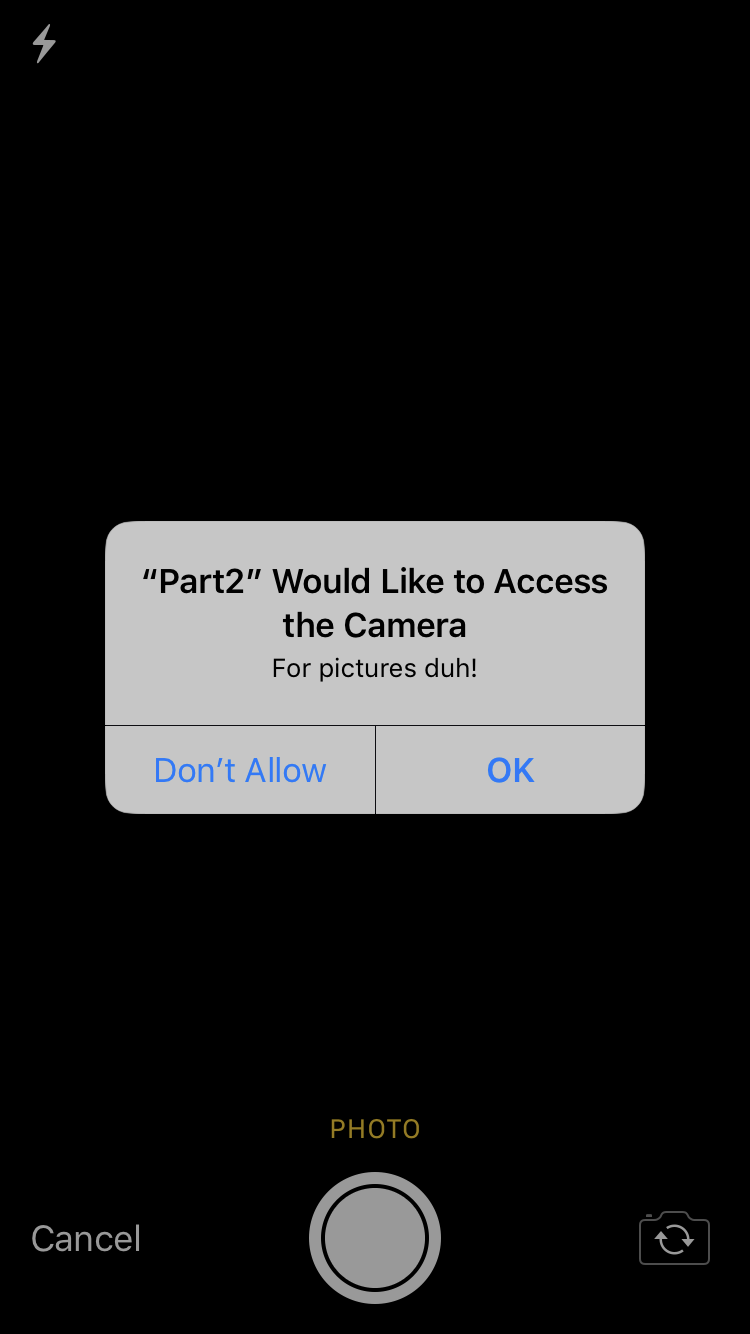 “Part2” Would Like to Access
the Camera
For pictures duh!
Don’t Allow
OK
PHOTO
Cancel